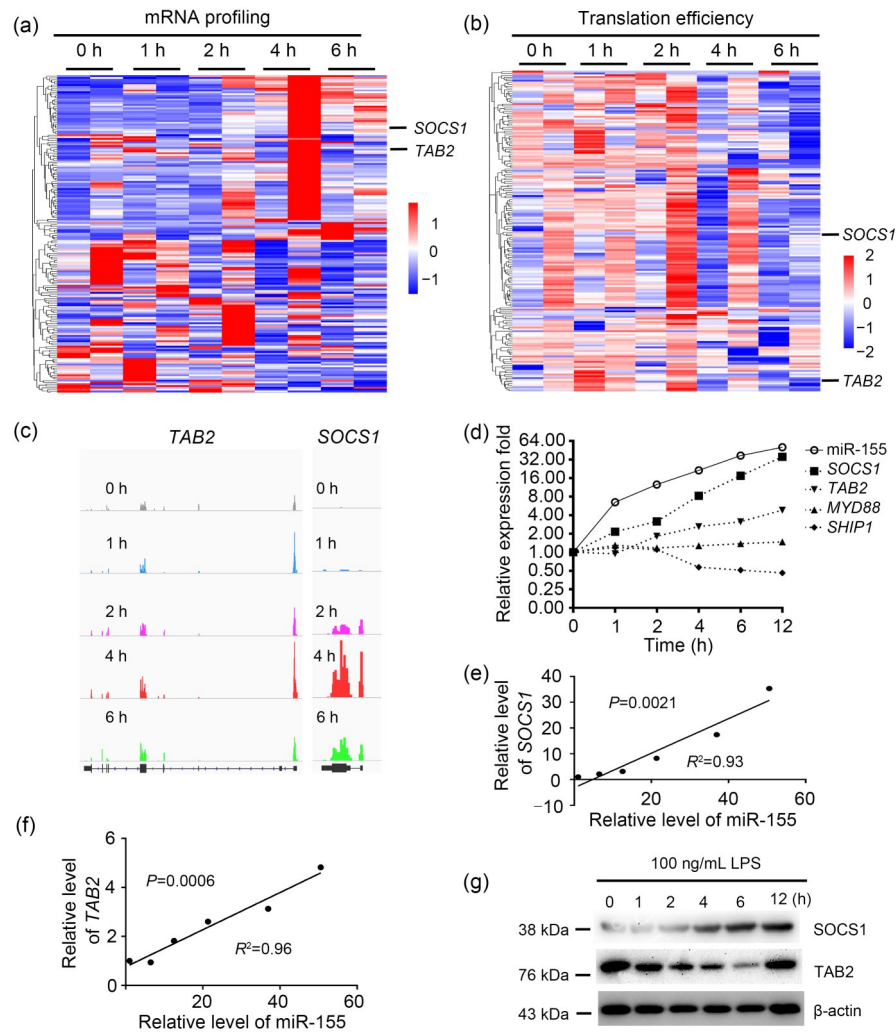 (a)
mRNA profiling
0 h 1 h 2 h 4 h 6 h
SOCS1
TAB2
1
0
−1
(b)
Translation efficiency
0 h 1 h 2 h 4 h 6 h
SOCS1
2
1
0
−1
−2
TAB2
(c)
TAB2 SOCS1
0 h 0 h
1 h 1 h
2 h 2 h
4 h 4 h
6 h 6 h
(d)
Relative expression fold
64.00
32.00
16.00
8.00
4.00
2.00
1.00
0.50
0.25
0.00
0 1 2 4 6 12
Time (h)
miR-155
SOCS1
TAB2
MYD88
SHIP1
(e)
Relative level
of SOCS1
40
30
20
10
0
−10
P=0.0021
R²=0.93
20 40 60
Relative level of miR-155
(f)
Relative level
of TAB2
6
4
2
0
P=0.0006
R²=0.96
0 20 40 60
Relative level of miR-155
(g)
100 ng/mL LPS
0 1 2 4 6 12 (h)
38 kDa SOCS1
76 kDa TAB2
43 kDa β-actin